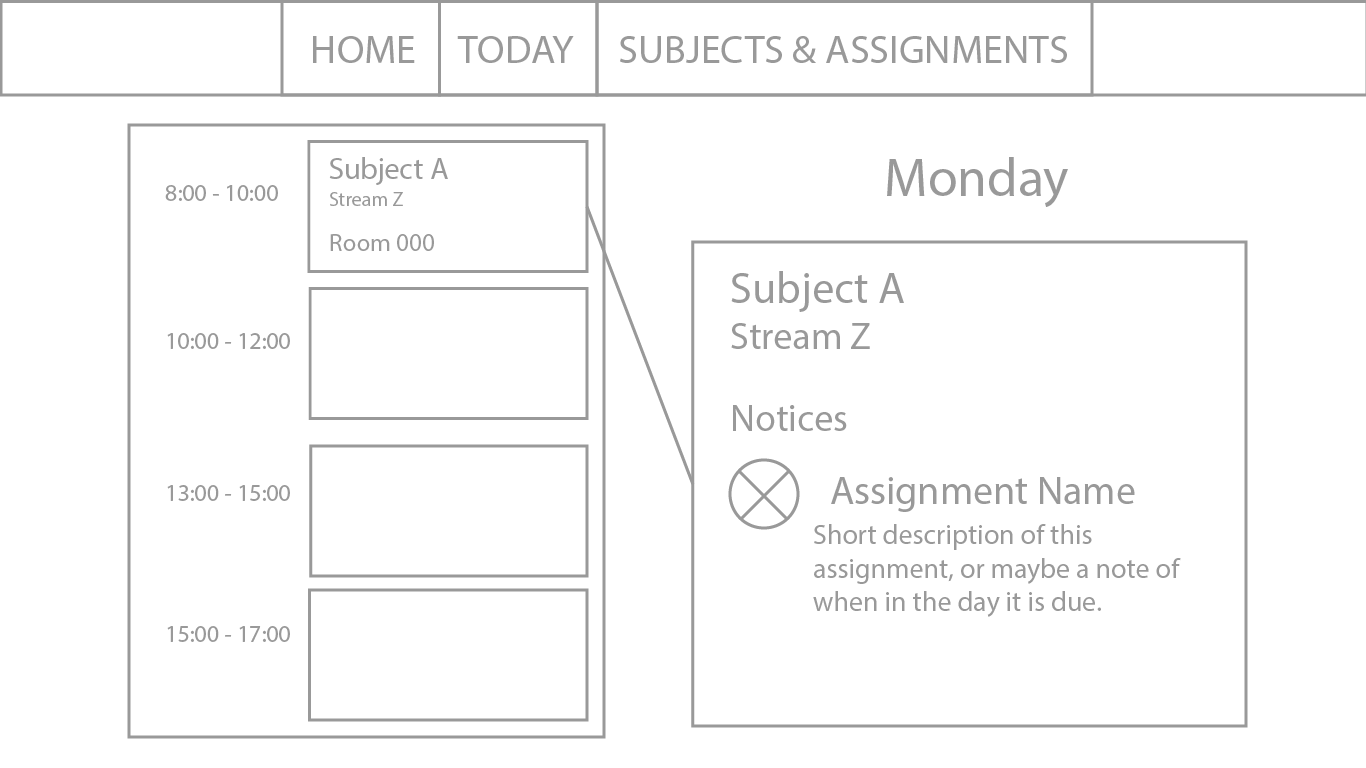 HOME TODAY SUBJECTS & ASSIGNMENTS
8:00 - 10:00
Subject A
Stream Z
Room 000
10:00 - 12:00
13:00 - 15:00
15:00 - 17:00
Monday
Subject A
Stream Z
Notices
Assignment Name
Short description of this
assignment, or maybe a note of
when in the day it is due.